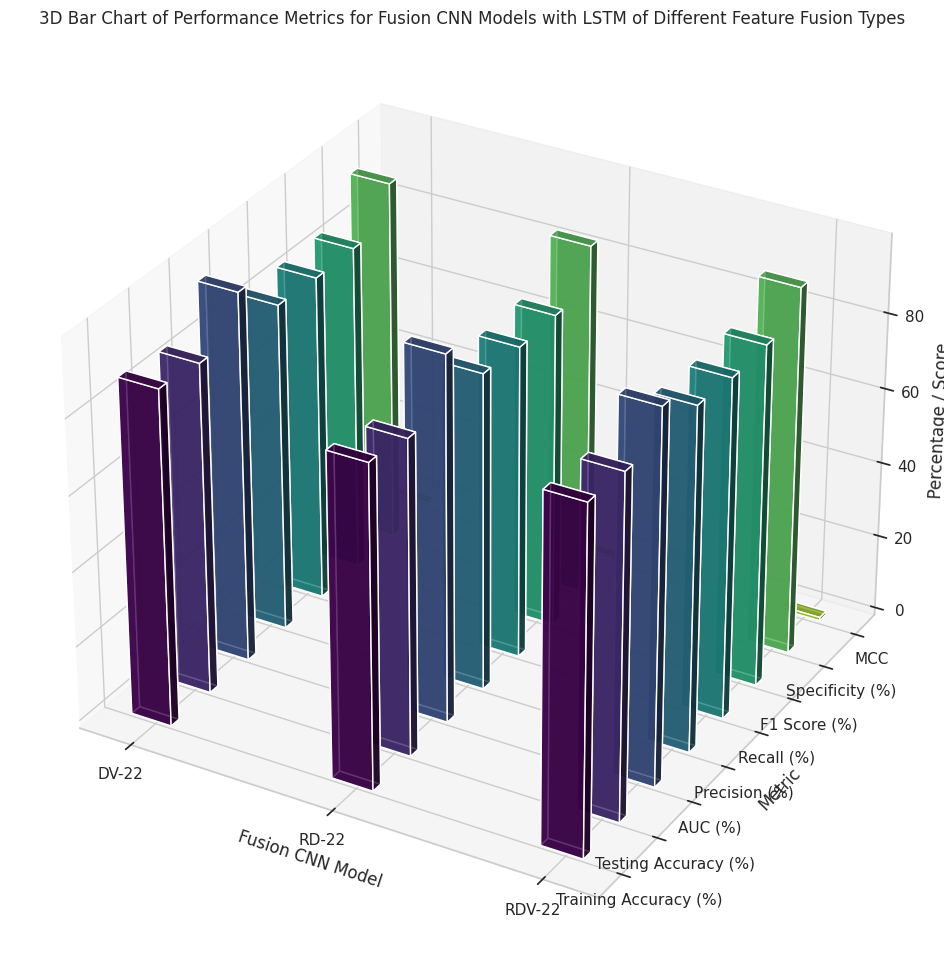 3D Bar Chart of Performance Metrics for Fusion CNN Models with LSTM of Different Feature Fusion Types
80
60
40
20
0
Percentage / Score
MCC
Specificity (%)
F1 Score (%)
Recall (%)
Precision (%)
AUC (%)
Testing Accuracy (%)
Training Accuracy (%)
Metric
DV-22
RD-22
RDV-22
Fusion CNN Model